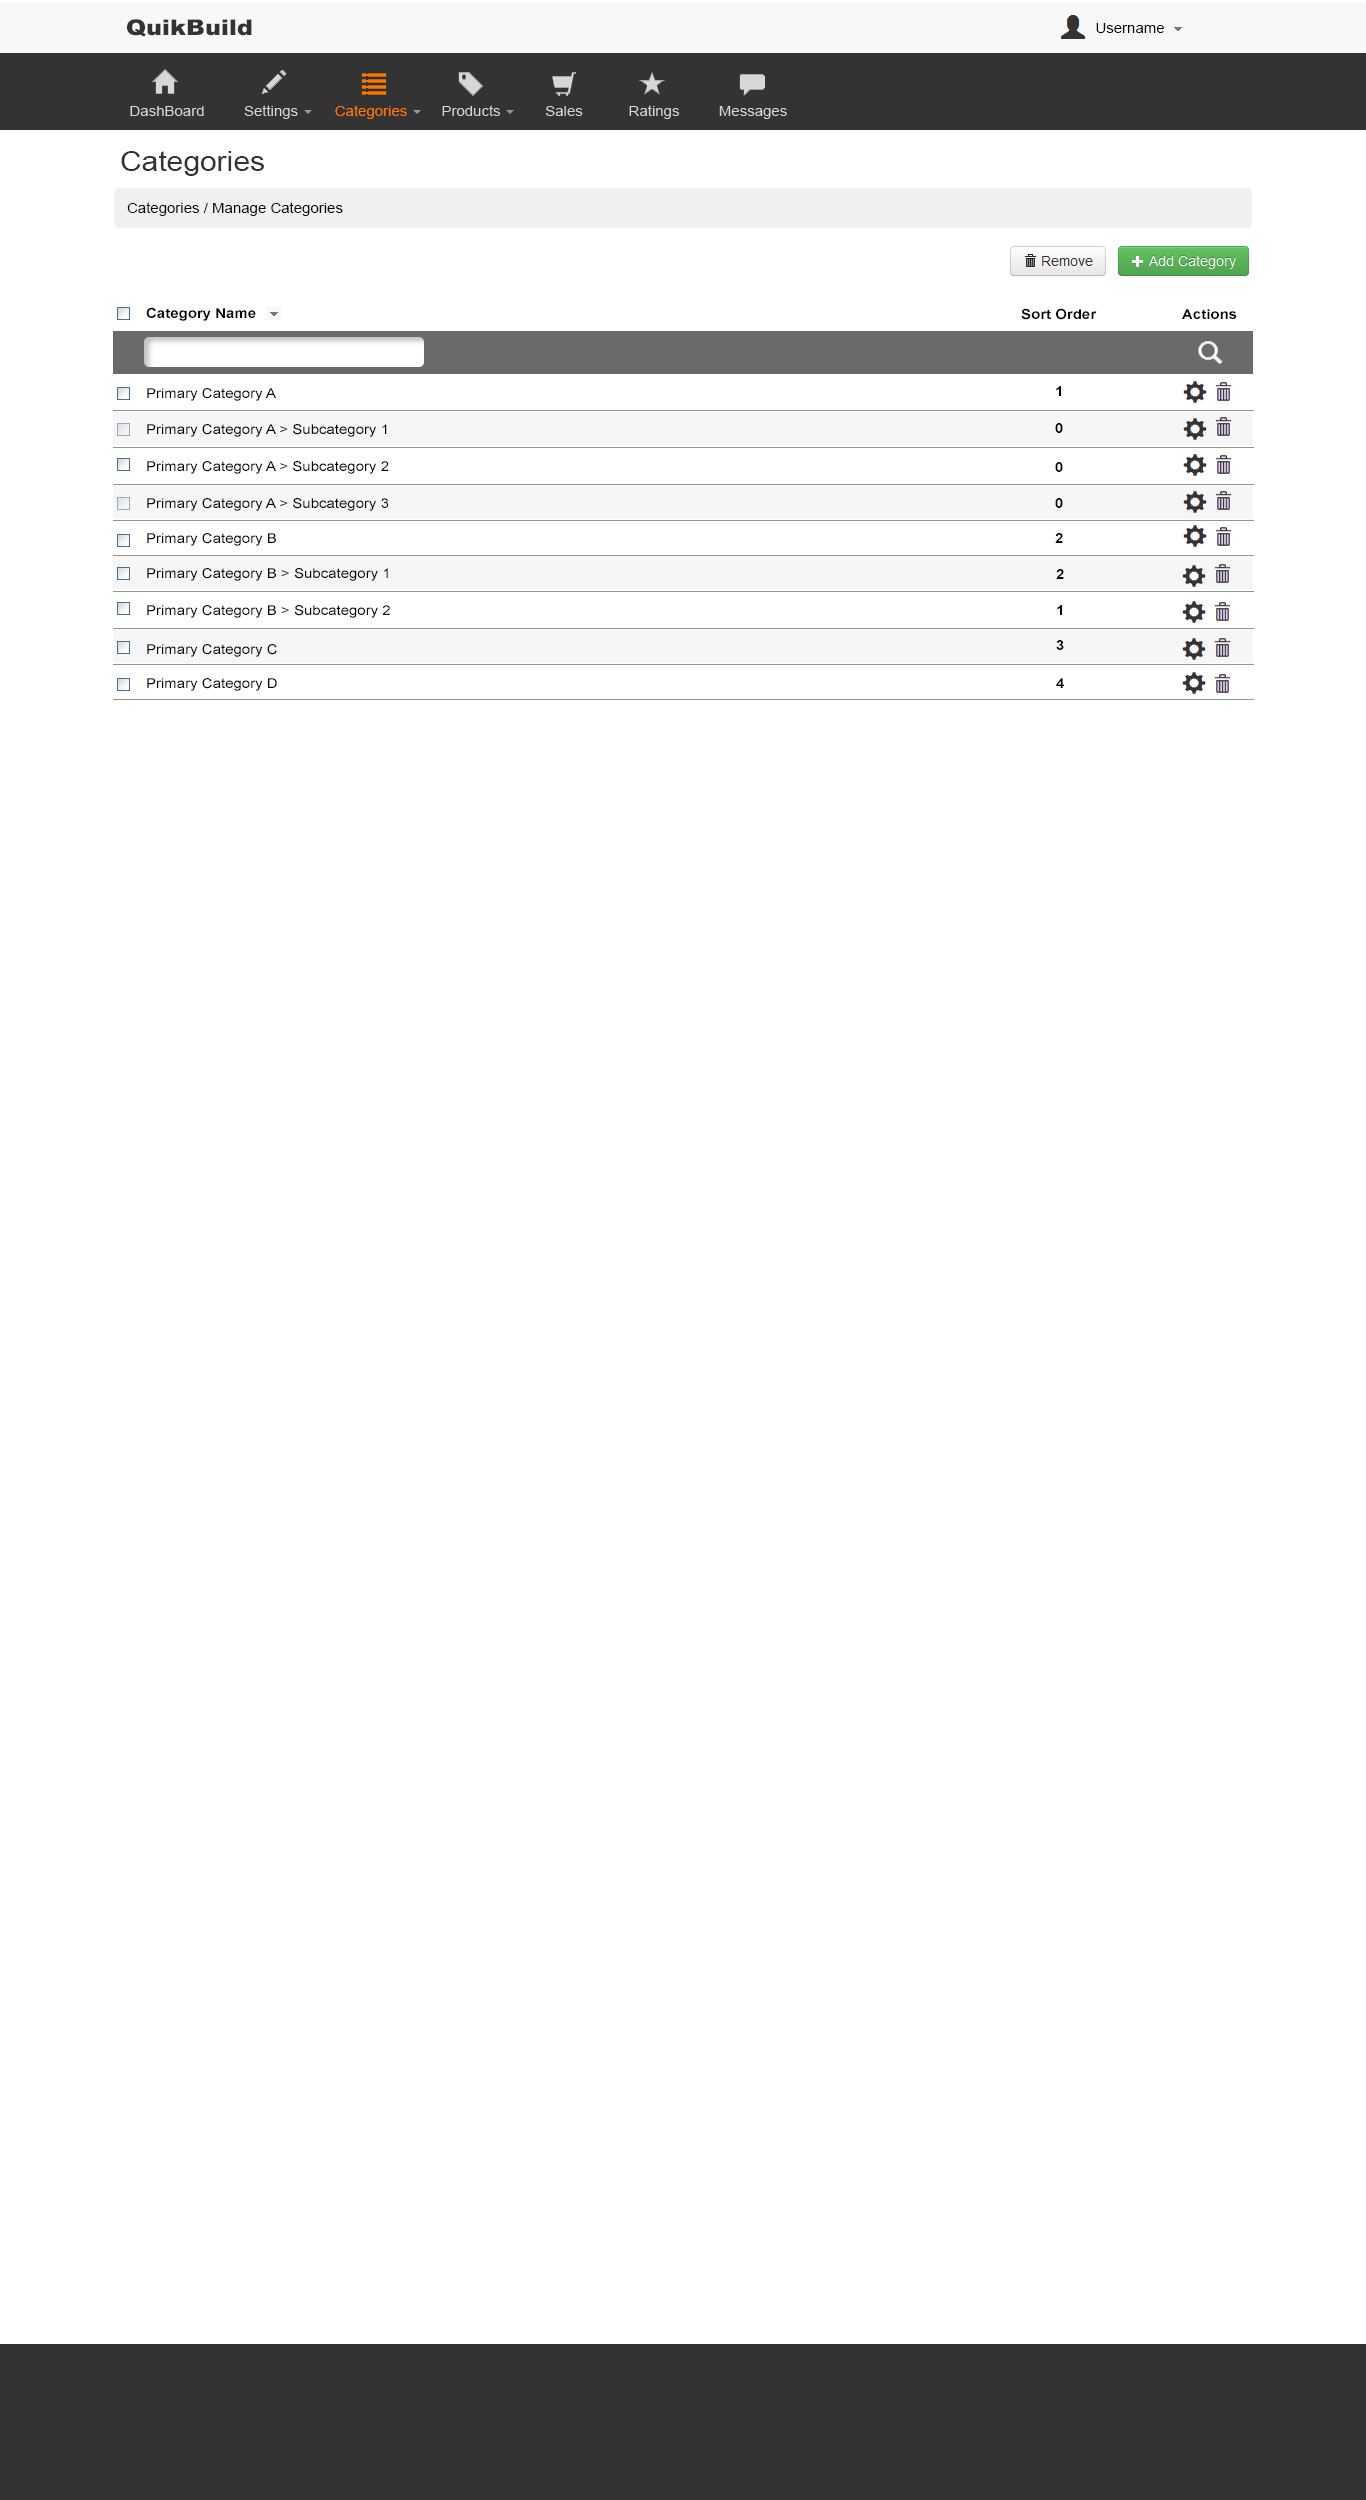 QuikBuild
Username
DashBoard Settings Categories Products Sales Ratings Messages
Categories
Categories / Manage Categories
Remove Add Category
Category Name Sort Order Actions
Primary Category A 1
Primary Category A > Subcategory 1 0
Primary Category A > Subcategory 2 0
Primary Category A > Subcategory 3 0
Primary Category B 2
Primary Category B > Subcategory 1 2
Primary Category B > Subcategory 2 1
Primary Category C 3
Primary Category D 4